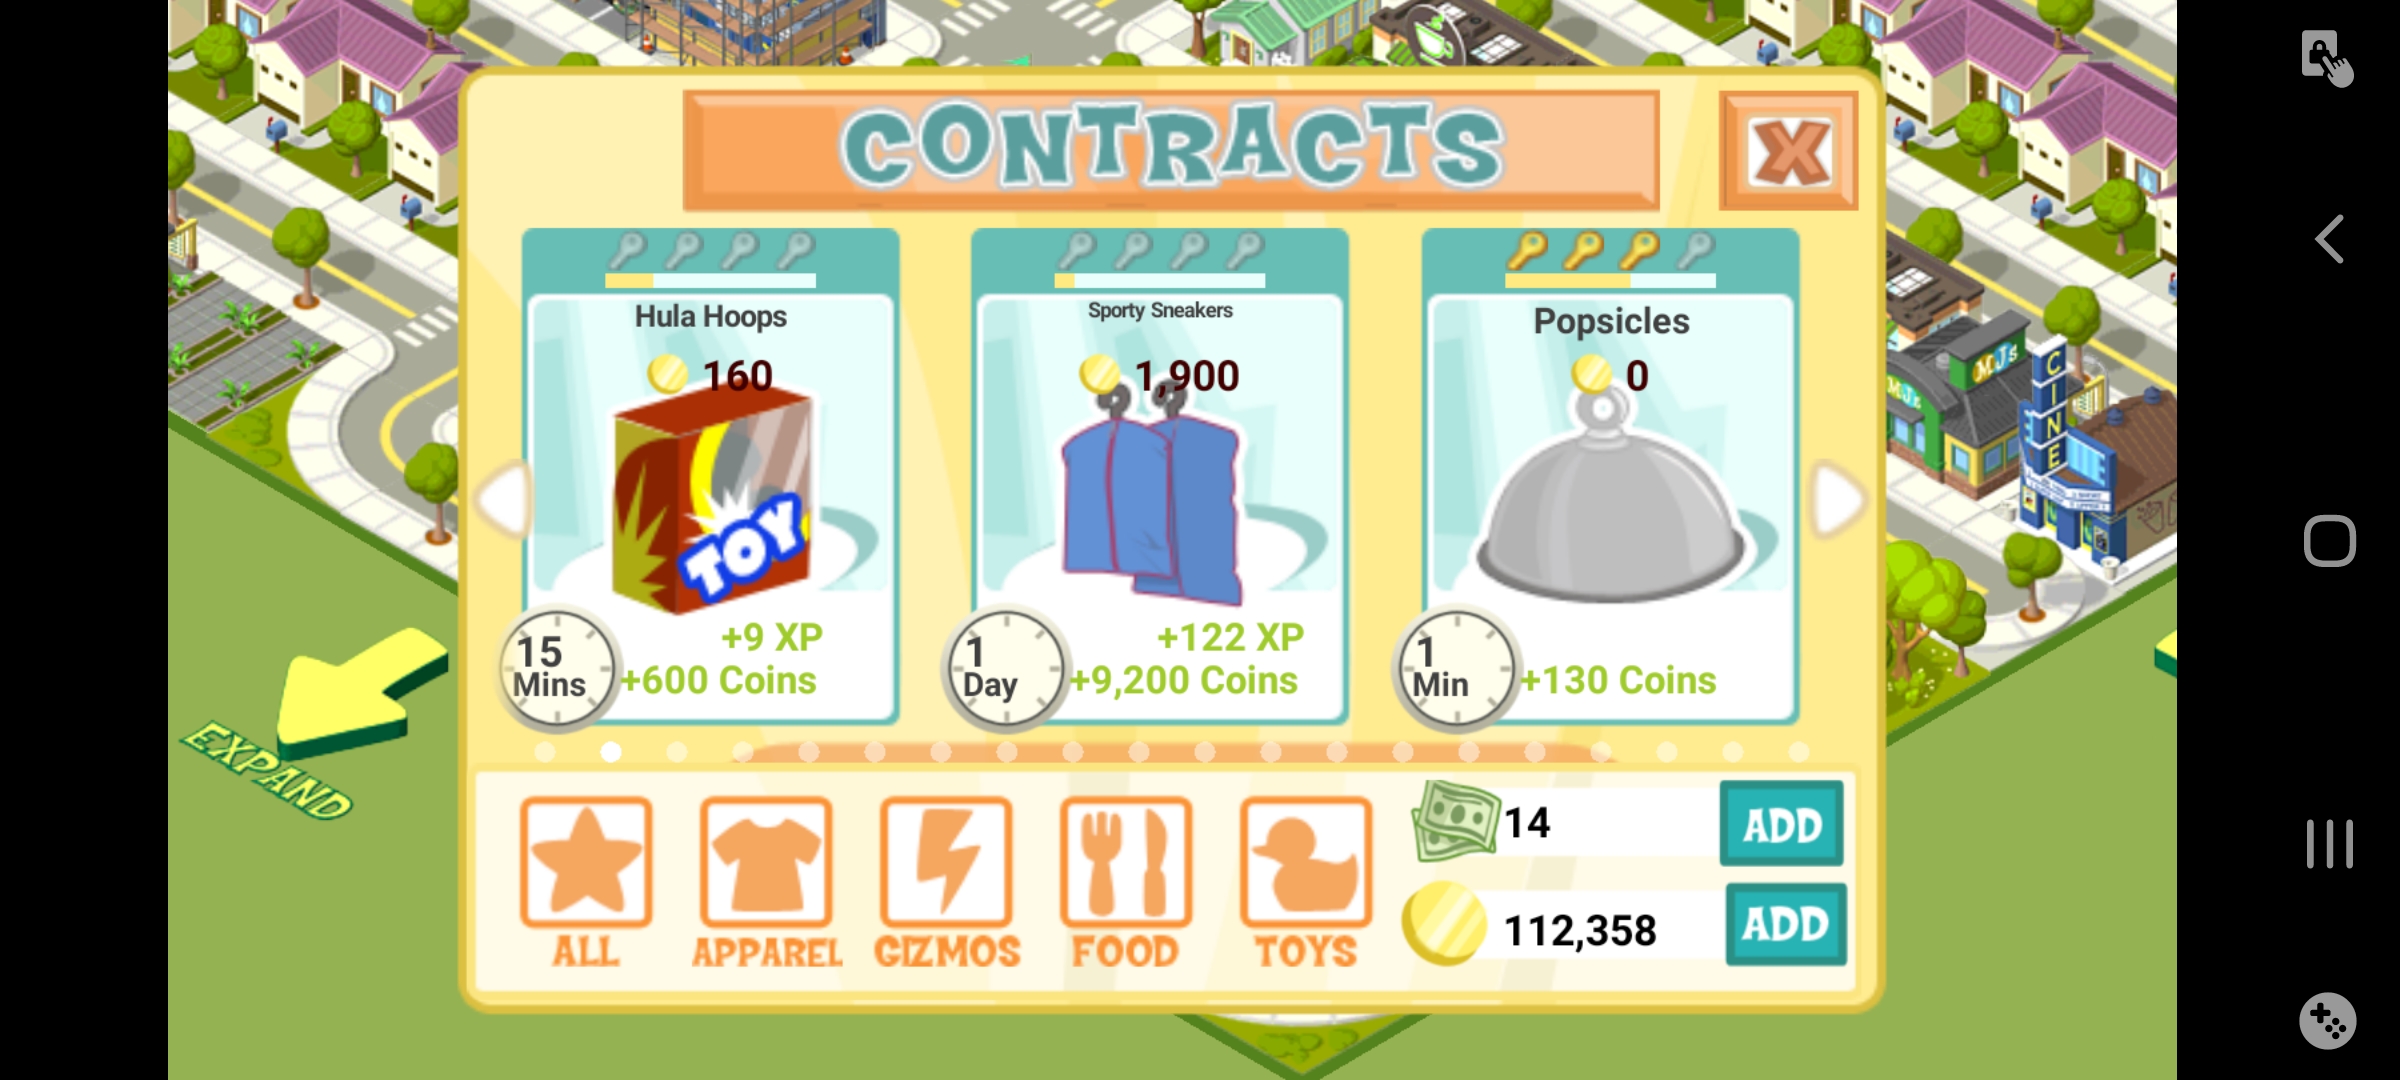 CONTRACTS
X
Hula Hoops
160
TOY
15
Mins
+9 XP
+600 Coins
Sporty Sneakers
1,900
1
Day
+122 XP
+9,200 Coins
Popsicles
0
1
Min
+130 Coins
MJs
MJs
CINE
EXPAND
ALL
APPAREL
GIZMOS
FOOD
TOYS
14
ADD
112,358
ADD